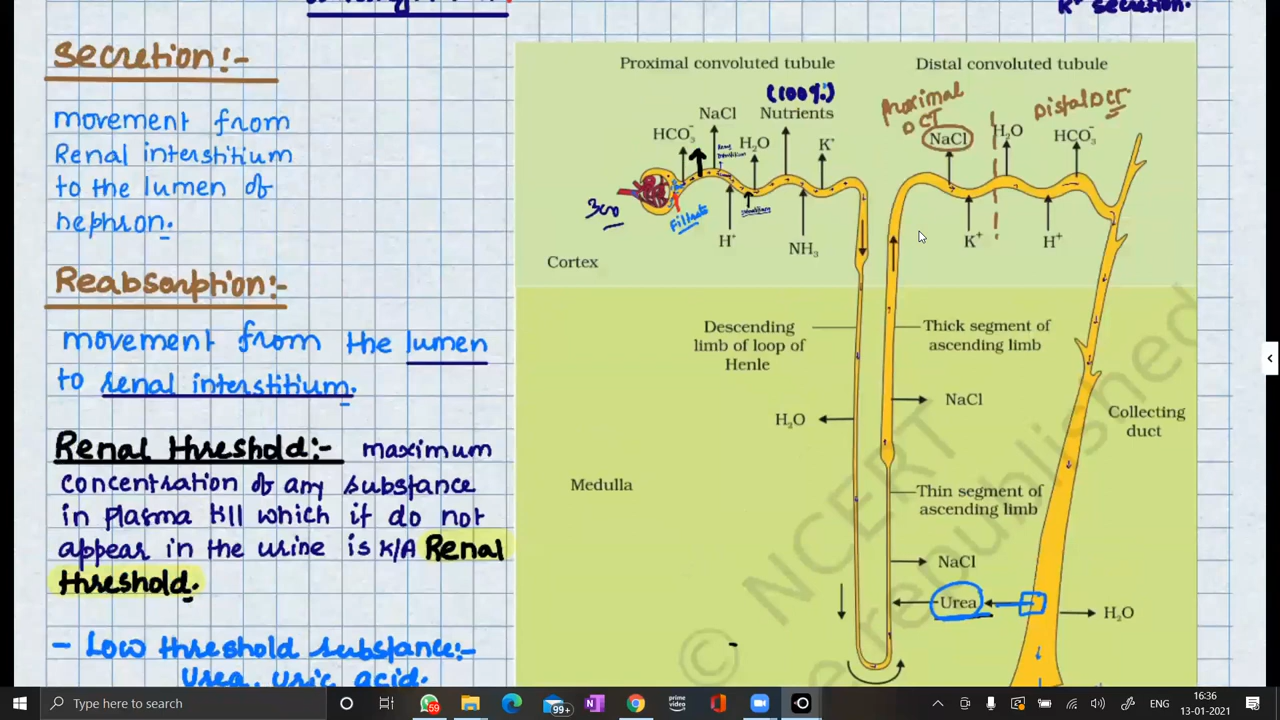 K+ secretion.
Secretion:-
movement from
Renal interstitium
to the lumen of
nephron.
Reabsorption:-
movement from the lumen
to renal interstitium.
Renal threshold:- maximum
concentration of any substance
in plasma till which it do not
appear in the urine is K/A Renal
threshold.
- Low threshold substance:-
Urea, uric acid.
Proximal convoluted tubule
Distal convoluted tubule
(100%)
Proximal
DCT
Distal DCT
NaCl
Nutrients
HCO3-
H2O
K+
NaCl
H2O
HCO3-
300
Filtrate
H+
NH3
K+
H+
Cortex
Descending
limb of loop of
Henle
Thick segment of
ascending limb
NaCl
H2O
Collecting
duct
Medulla
Thin segment of
ascending limb
NaCl
Urea
H2O
© NCERT
republished
Type here to search
59
99+
ENG
16:36
13-01-2021